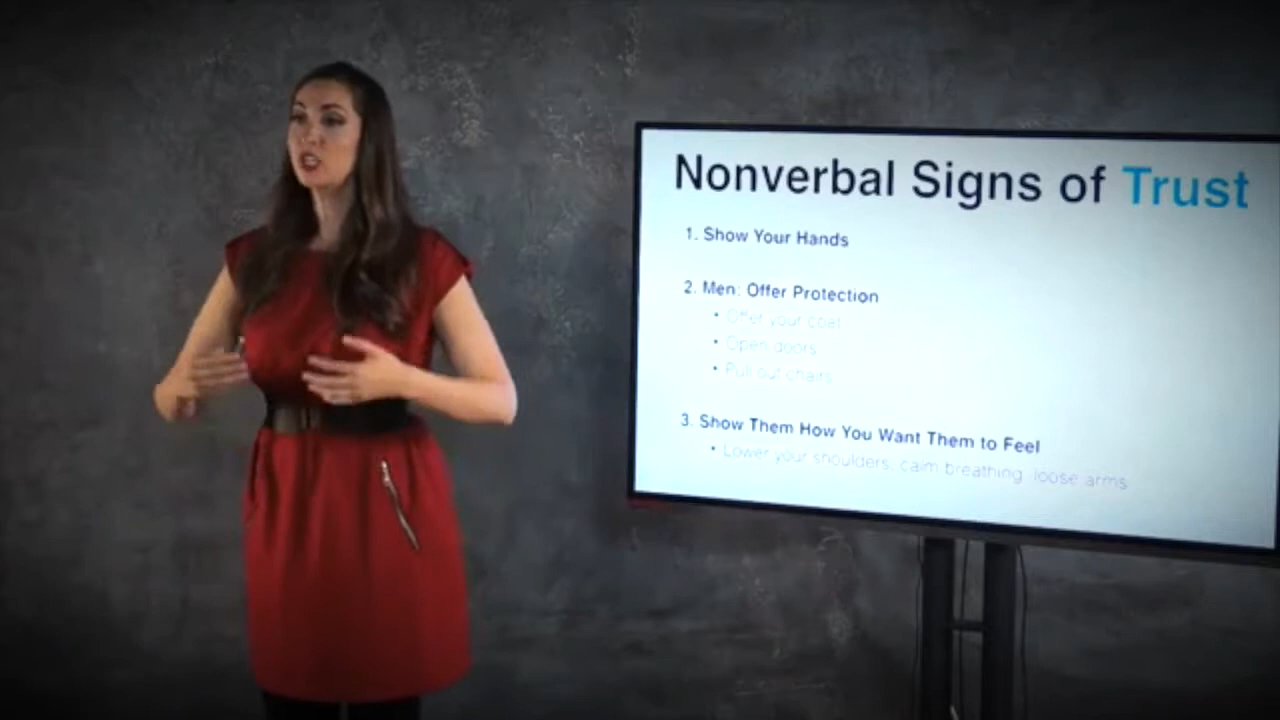 Nonverbal Signs of Trust
1. Show Your Hands
2. Men: Offer Protection
• Offer your coat
• Open doors
• Pull out chairs
3. Show Them How You Want Them to Feel
• Lower your shoulders, calm breathing, loose arms